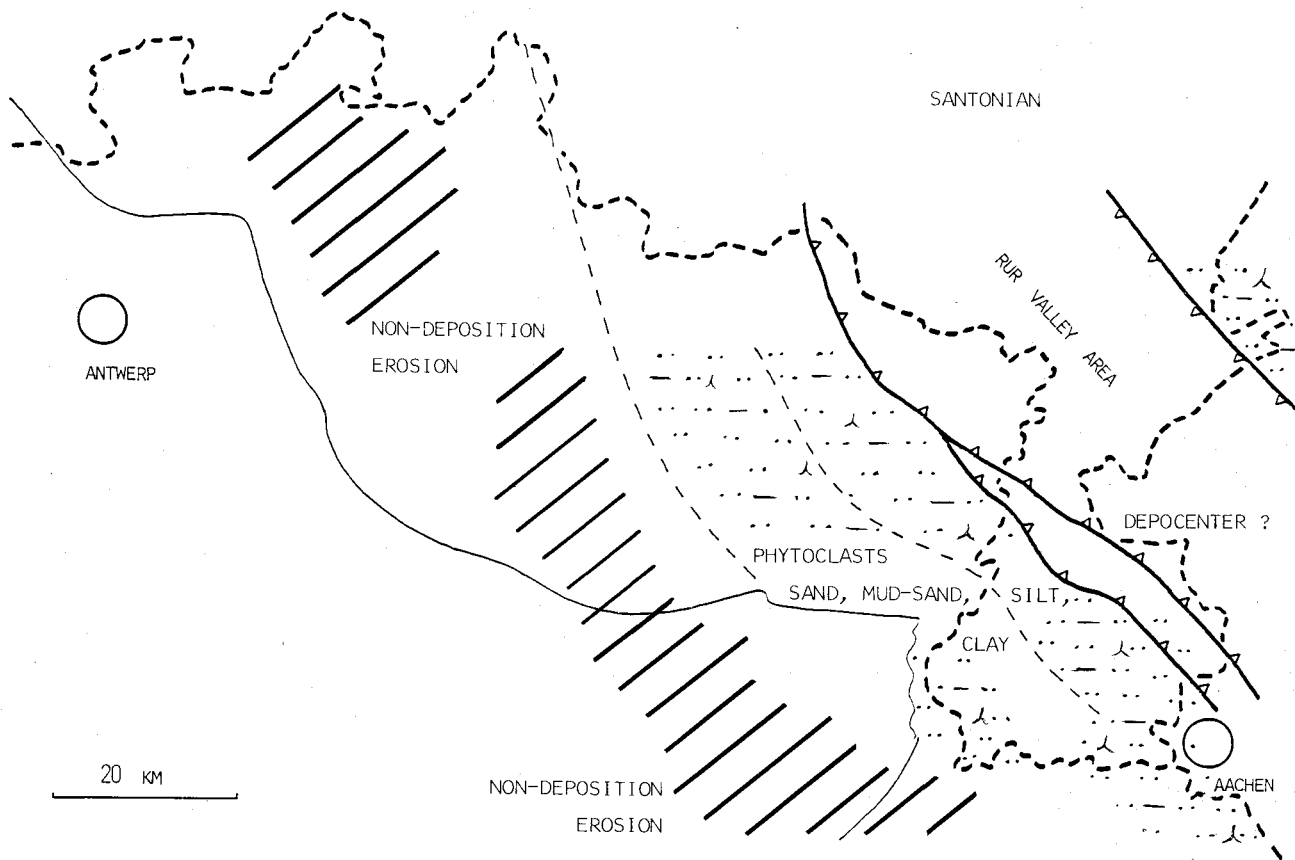 SANTONIAN
RUR VALLEY AREA
ANTWERP
NON-DEPOSITION
EROSION
DEPOCENTER ?
PHYTOCLASTS
SAND, MUD-SAND, SILT,
CLAY
20 KM
NON-DEPOSITION
EROSION
AACHEN